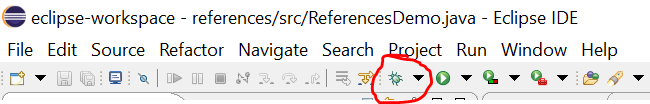 eclipse-workspace - references/src/ReferencesDemo.java - Eclipse IDE
File Edit Source Refactor Navigate Search Project Run Window Help